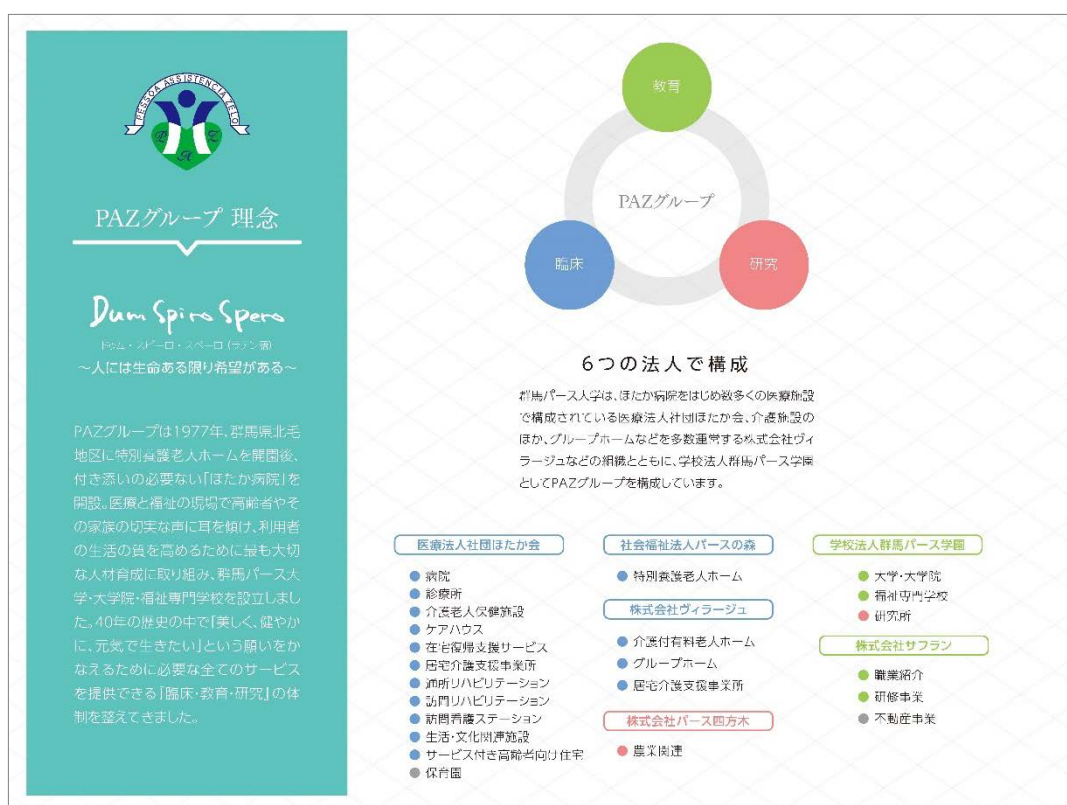 PESSOA ASSISTENCIA ZELO
P
A
Z
PAZグループ 理念
Dum Spiro Spero
ドゥム・スピーロ・スペーロ（ラテン語）
～人には生命ある限り希望がある～
PAZグループは1977年、群馬県北毛
地区に特別養護老人ホームを開園後、
付き添いの必要ない「ほたか病院」を
開設。医療と福祉の現場で高齢者やそ
の家族の切実な声に耳を傾け、利用者
の生活の質を高めるために最も大切
な人材育成に取り組み、群馬パース大
学・大学院・福祉専門学校を設立しまし
た。40年の歴史の中で「美しく、健やか
に、元気で生きたい」という願いをか
なえるために必要な全てのサービス
を提供できる「臨床・教育・研究」の体
制を整えてきました。
教育
PAZグループ
臨床
研究
6つの法人で構成
群馬パース大学は、ほたか病院をはじめ数多くの医療施設
で構成されている医療法人社団ほたか会、介護施設の
ほか、グループホームなどを多数運営する株式会社ヴィ
ラージュなどの組織とともに、学校法人群馬パース学園
としてPAZグループを構成しています。
医療法人社団ほたか会
病院
診療所
介護老人保健施設
ケアハウス
在宅復帰支援サービス
居宅介護支援事業所
通所リハビリテーション
訪問リハビリテーション
訪問看護ステーション
生活・文化関連施設
サービス付き高齢者向け住宅
保育園
社会福祉法人パースの森
特別養護老人ホーム
株式会社ヴィラージュ
介護付有料老人ホーム
グループホーム
居宅介護支援事業所
株式会社パース四方木
農業関連
学校法人群馬パース学園
大学・大学院
福祉専門学校
研究所
株式会社サフラン
職業紹介
研修事業
不動産事業